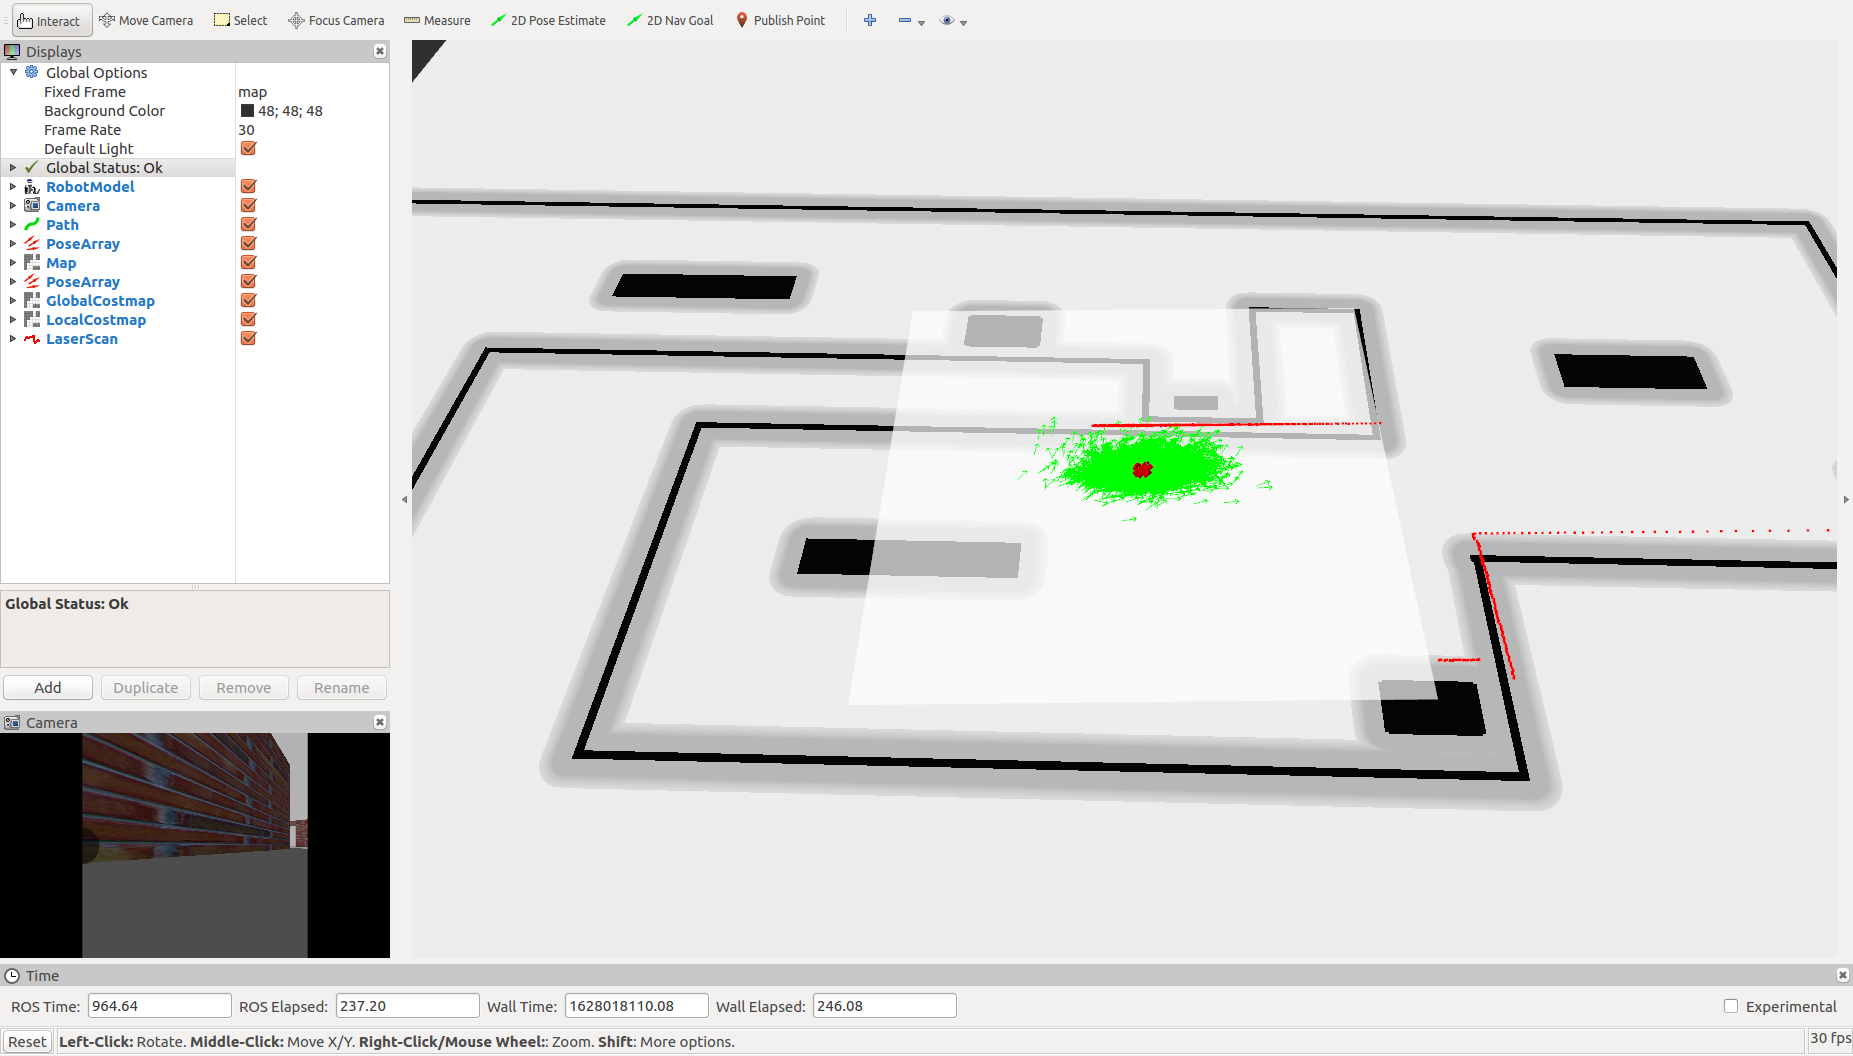 Interact Move Camera Select Focus Camera Measure 2D Pose Estimate 2D Nav Goal Publish Point
Displays
Global Options
Fixed Frame map
Background Color 48; 48; 48
Frame Rate 30
Default Light
Global Status: Ok
RobotModel
Camera
Path
PoseArray
Map
PoseArray
GlobalCostmap
LocalCostmap
LaserScan
Global Status: Ok
Add Duplicate Remove Rename
Camera
Time
ROS Time: 964.64 ROS Elapsed: 237.20 Wall Time: 1628018110.08 Wall Elapsed: 246.08 Experimental
Reset Left-Click: Rotate. Middle-Click: Move X/Y. Right-Click/Mouse Wheel:: Zoom. Shift: More options. 30 fps